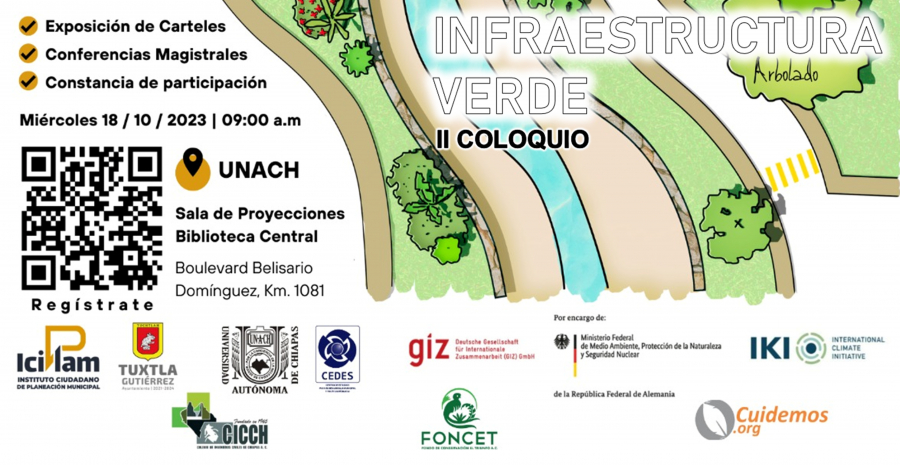 Exposición de Carteles
Conferencias Magistrales
Constancia de participación
Miércoles 18 / 10 / 2023 | 09:00 a.m
UNACH
Sala de Proyecciones
Biblioteca Central
Boulevard Belisario
Domínguez, Km. 1081
Regístrate
INFRAESTRUCTURA
VERDE
II COLOQUIO
Arbolado
Iciplam
INSTITUTO CIUDADANO
DE PLANEACIÓN MUNICIPAL
TUXTLA
GUTIÉRREZ
UNIVERSIDAD
UNACH
DE CHIAPAS
AUTÓNOMA
CEDES
giz
Deutsche Gesellschaft
für Internationale
Zusammenarbeit (GIZ) GmbH
Por encargo de:
Ministerio Federal
de Medio Ambiente, Protección de la Naturaleza
y Seguridad Nuclear
de la República Federal de Alemania
IKI
INTERNATIONAL
CLIMATE
INITIATIVE
CICCH
FONCET
Cuidemos
.org